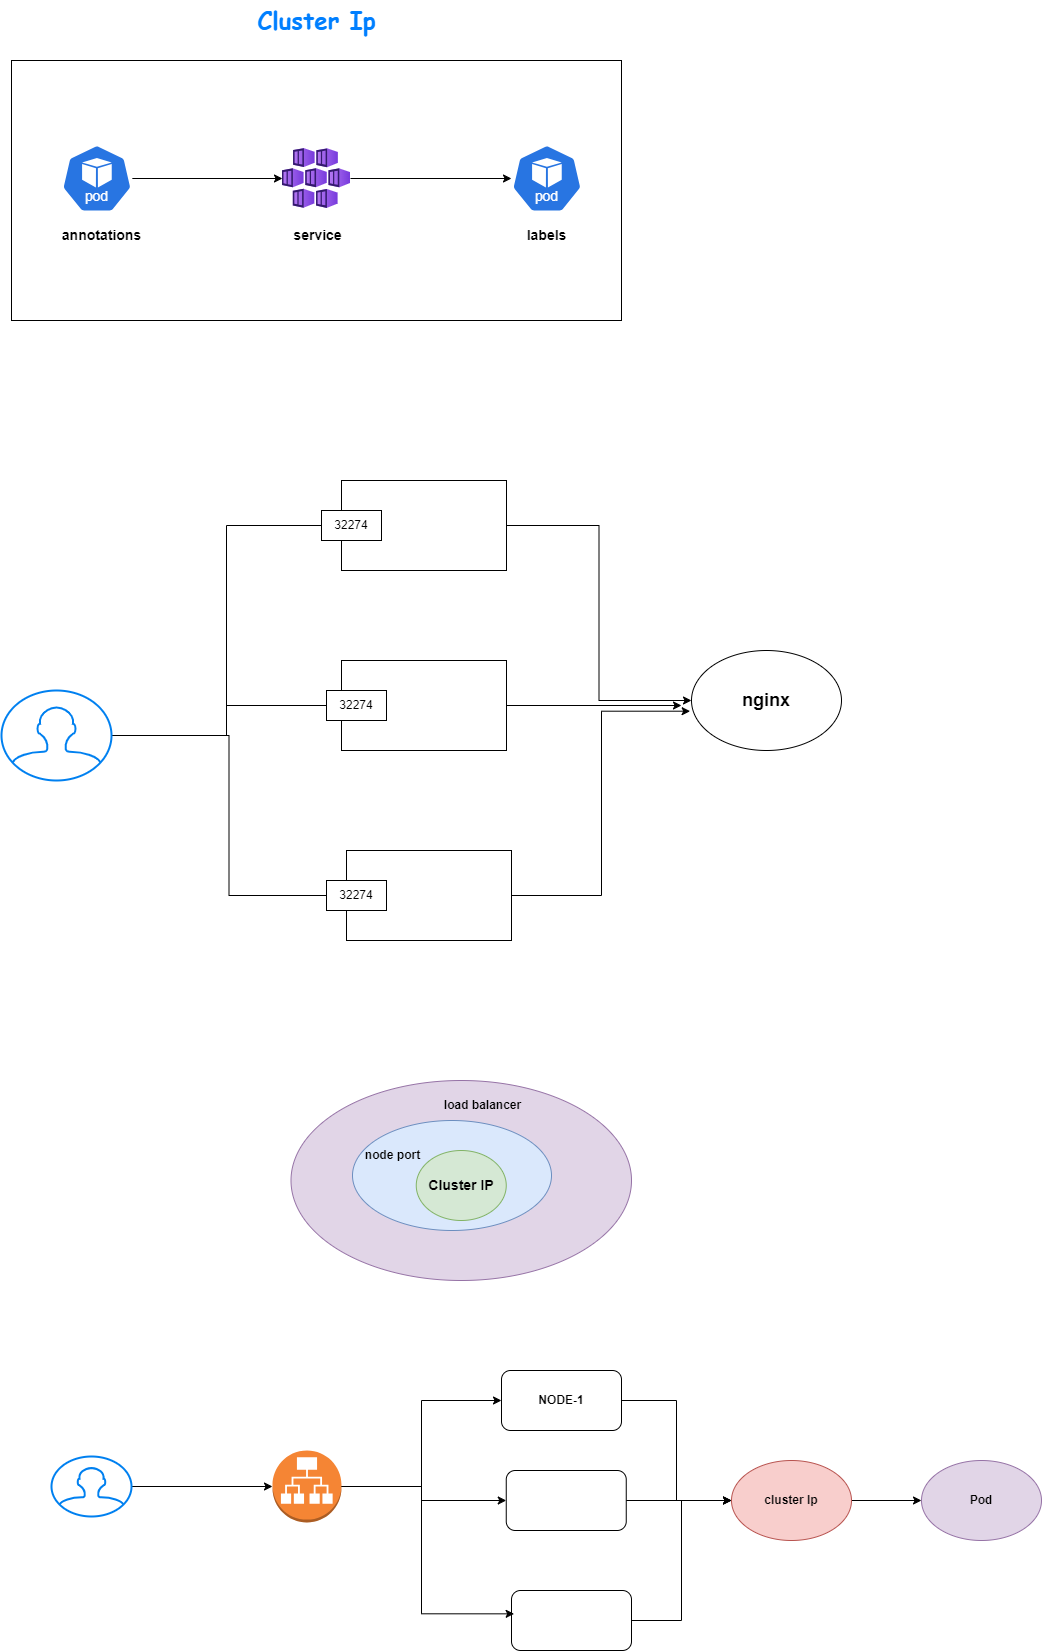 Cluster Ip
pod
pod
annotations
service
labels
32274
32274
nginx
32274
load balancer
node port
Cluster IP
NODE-1
cluster Ip
Pod